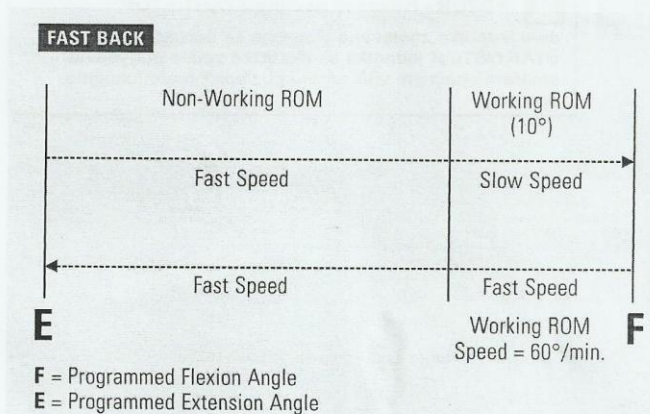 FAST BACK
Non-Working ROM
Working ROM
(10°)
Fast Speed
Slow Speed
Fast Speed
Fast Speed
E
Working ROM
Speed = 60°/min.
F
F = Programmed Flexion Angle
E = Programmed Extension Angle